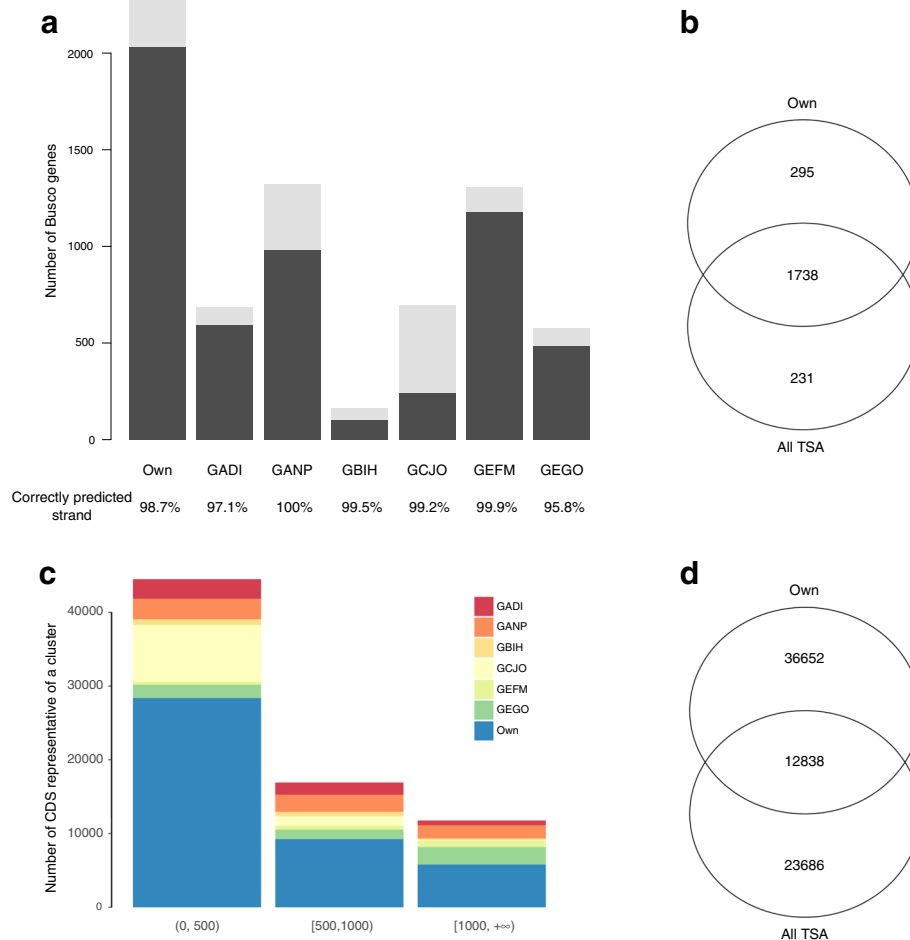 a
Number of Busco genes
2000
1500
1000
500
0
Own GADI GANP GBIH GCJO GEFM GEGO
Correctly predicted
strand
98.7% 97.1% 100% 99.5% 99.2% 99.9% 95.8%
b
Own
295
1738
231
All TSA
c
Number of CDS representative of a cluster
40000
30000
20000
10000
0
(0, 500) [500,1000) [1000, +∞)
GADI
GANP
GBIH
GCJO
GEFM
GEGO
Own
d
Own
36652
12838
23686
All TSA